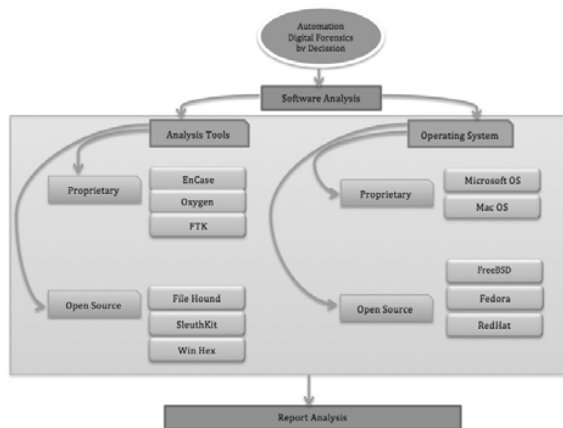 Automation
Digital Forensics
by Decission
Software Analysis
Analysis Tools
Operating System
Proprietary
EnCase
Oxygen
FTK
Proprietary
Microsoft OS
Mac OS
Open Source
File Hound
SleuthKit
Win Hex
Open Source
FreeBSD
Fedora
RedHat
Report Analysis